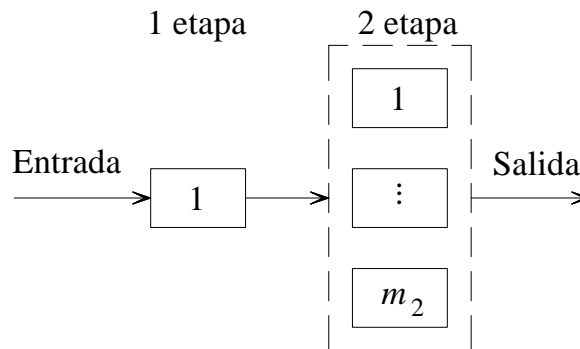 1 etapa
2 etapa
1
Entrada
1
⋮
Salida
m₂